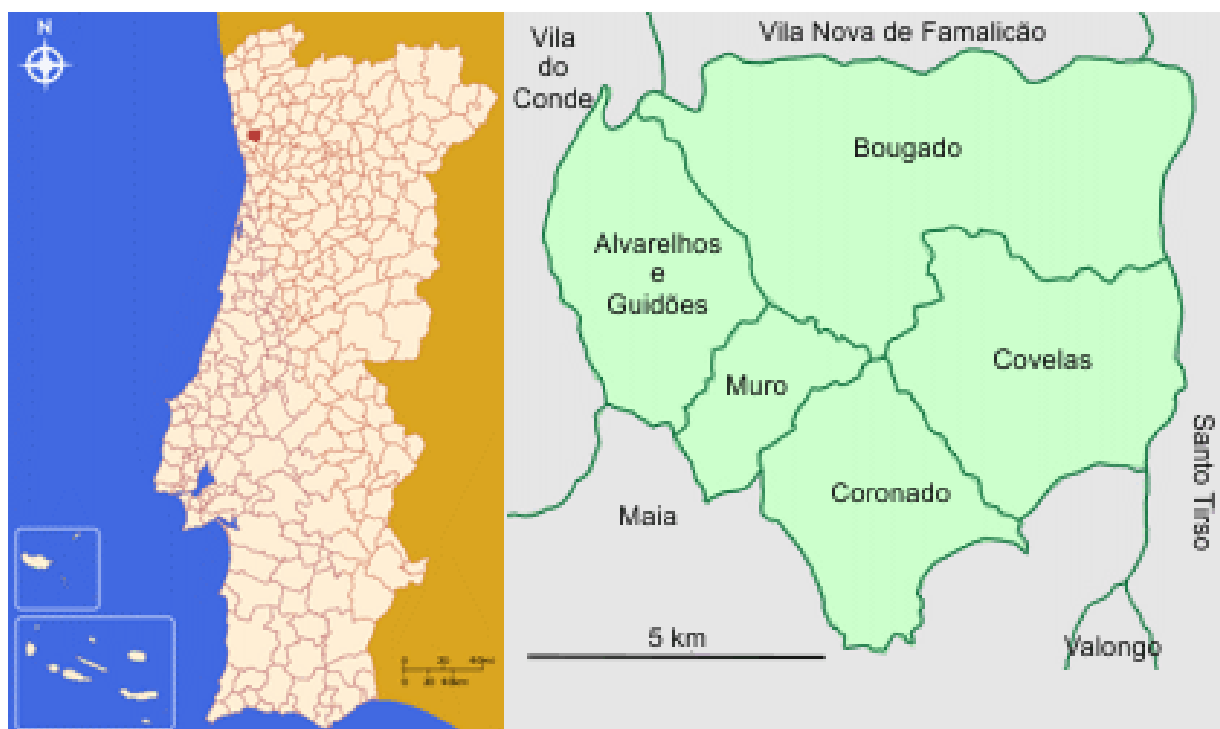 N
Vila
do
Conde
Vila Nova de Famalicão
Bougado
Alvarelhos
e
Guidões
Muro
Covelas
Coronado
Maia
Santo Tirso
Valongo
5 km